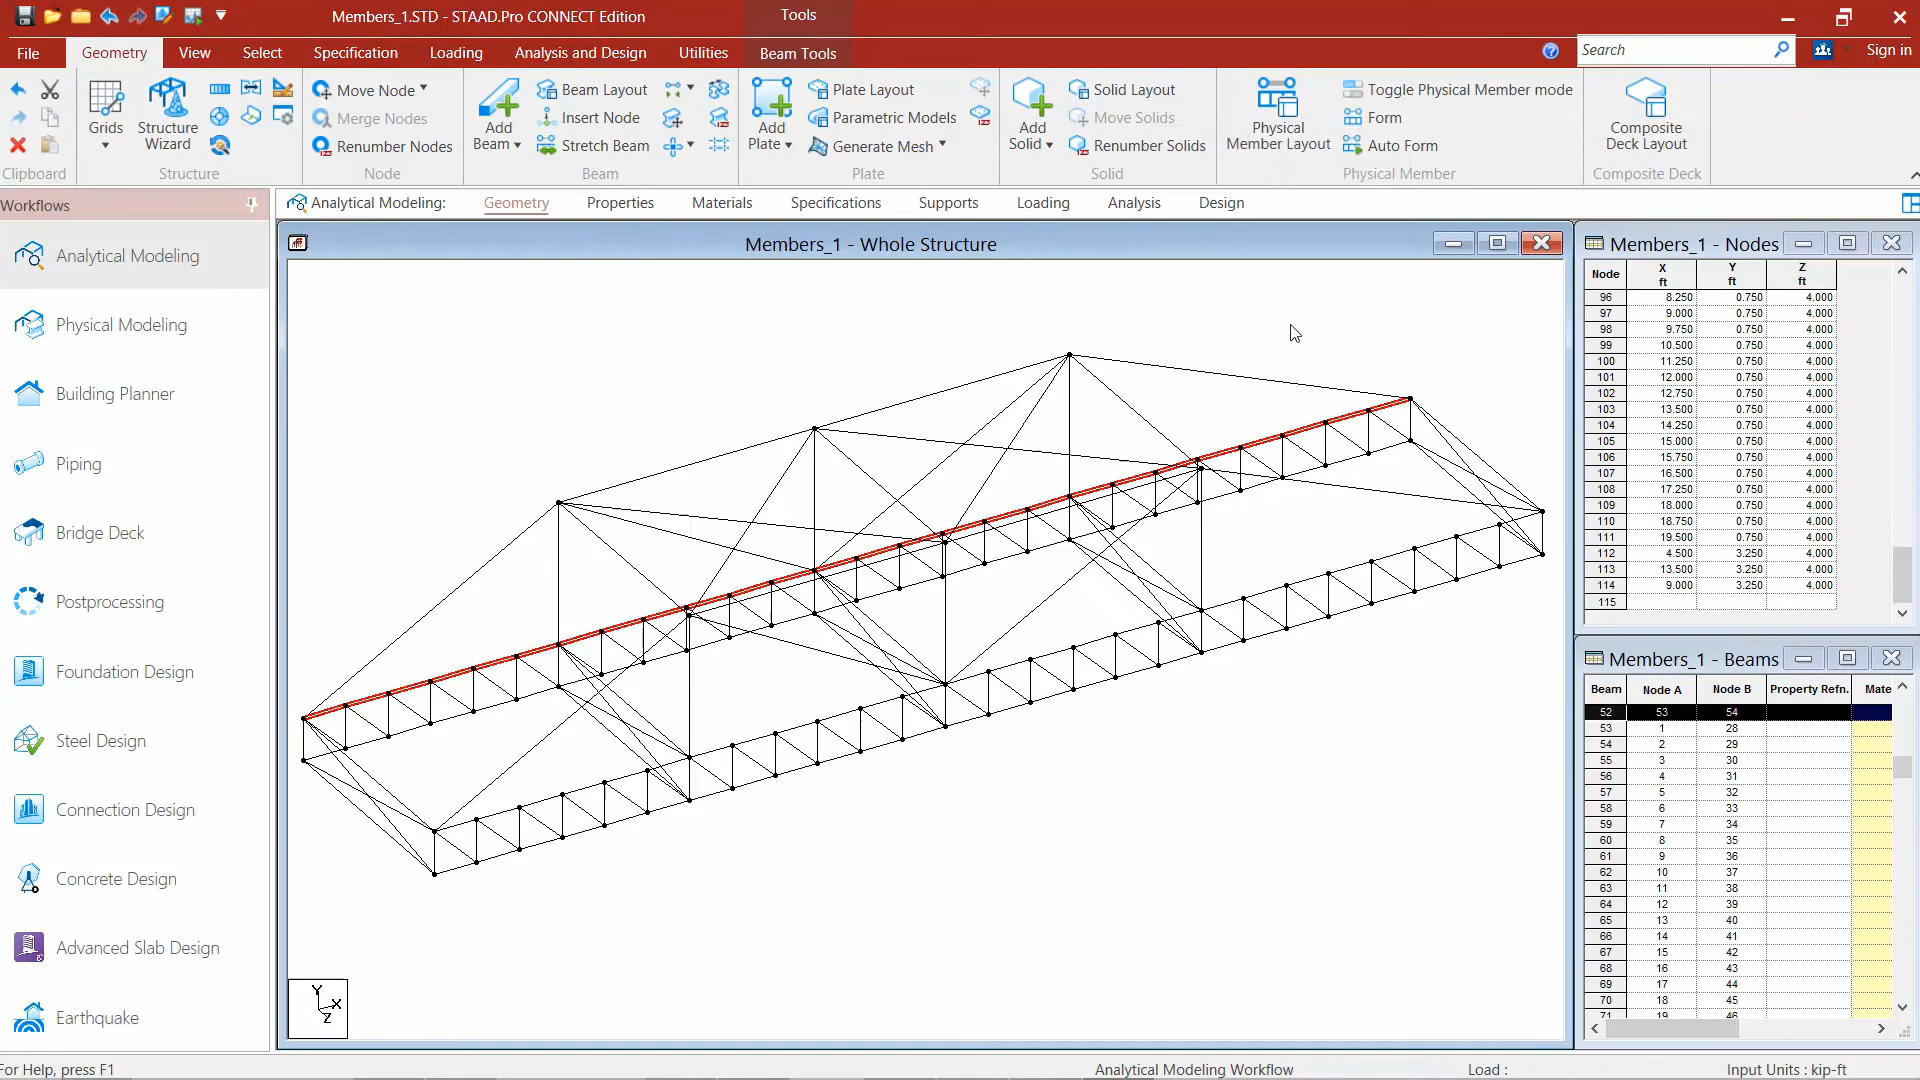 Members_1.STD - STAAD.Pro CONNECT Edition
Tools
File
Geometry
View
Select
Specification
Loading
Analysis and Design
Utilities
Beam Tools
Search
Sign in
Grids
Structure
Wizard
Move Node
Merge Nodes
Renumber Nodes
Add
Beam
Beam Layout
Insert Node
Stretch Beam
Add
Plate
Plate Layout
Parametric Models
Generate Mesh
Add
Solid
Solid Layout
Move Solids
Renumber Solids
Physical
Member Layout
Toggle Physical Member mode
Form
Auto Form
Composite
Deck Layout
Clipboard
Structure
Node
Beam
Plate
Solid
Physical Member
Composite Deck
Workflows
Analytical Modeling:
Geometry
Properties
Materials
Specifications
Supports
Loading
Analysis
Design
Analytical Modeling
Physical Modeling
Building Planner
Piping
Bridge Deck
Postprocessing
Foundation Design
Steel Design
Connection Design
Concrete Design
Advanced Slab Design
Earthquake
Members_1 - Whole Structure
Y
X
Z
Members_1 - Nodes
Node X ft Y ft Z ft
96 8.250 0.750 4.000
97 9.000 0.750 4.000
98 9.750 0.750 4.000
99 10.500 0.750 4.000
100 11.250 0.750 4.000
101 12.000 0.750 4.000
102 12.750 0.750 4.000
103 13.500 0.750 4.000
104 14.250 0.750 4.000
105 15.000 0.750 4.000
106 15.750 0.750 4.000
107 16.500 0.750 4.000
108 17.250 0.750 4.000
109 18.000 0.750 4.000
110 18.750 0.750 4.000
111 19.500 0.750 4.000
112 4.500 3.250 4.000
113 13.500 3.250 4.000
114 9.000 3.250 4.000
115
Members_1 - Beams
Beam Node A Node B Property Refn. Mate
52 53 54
53 1 28
54 2 29
55 3 30
56 4 31
57 5 32
58 6 33
59 7 34
60 8 35
61 9 36
62 10 37
63 11 38
64 12 39
65 13 40
66 14 41
67 15 42
68 16 43
69 17 44
70 18 45
71 19 46
For Help, press F1
Analytical Modeling Workflow
Load :
Input Units : kip-ft